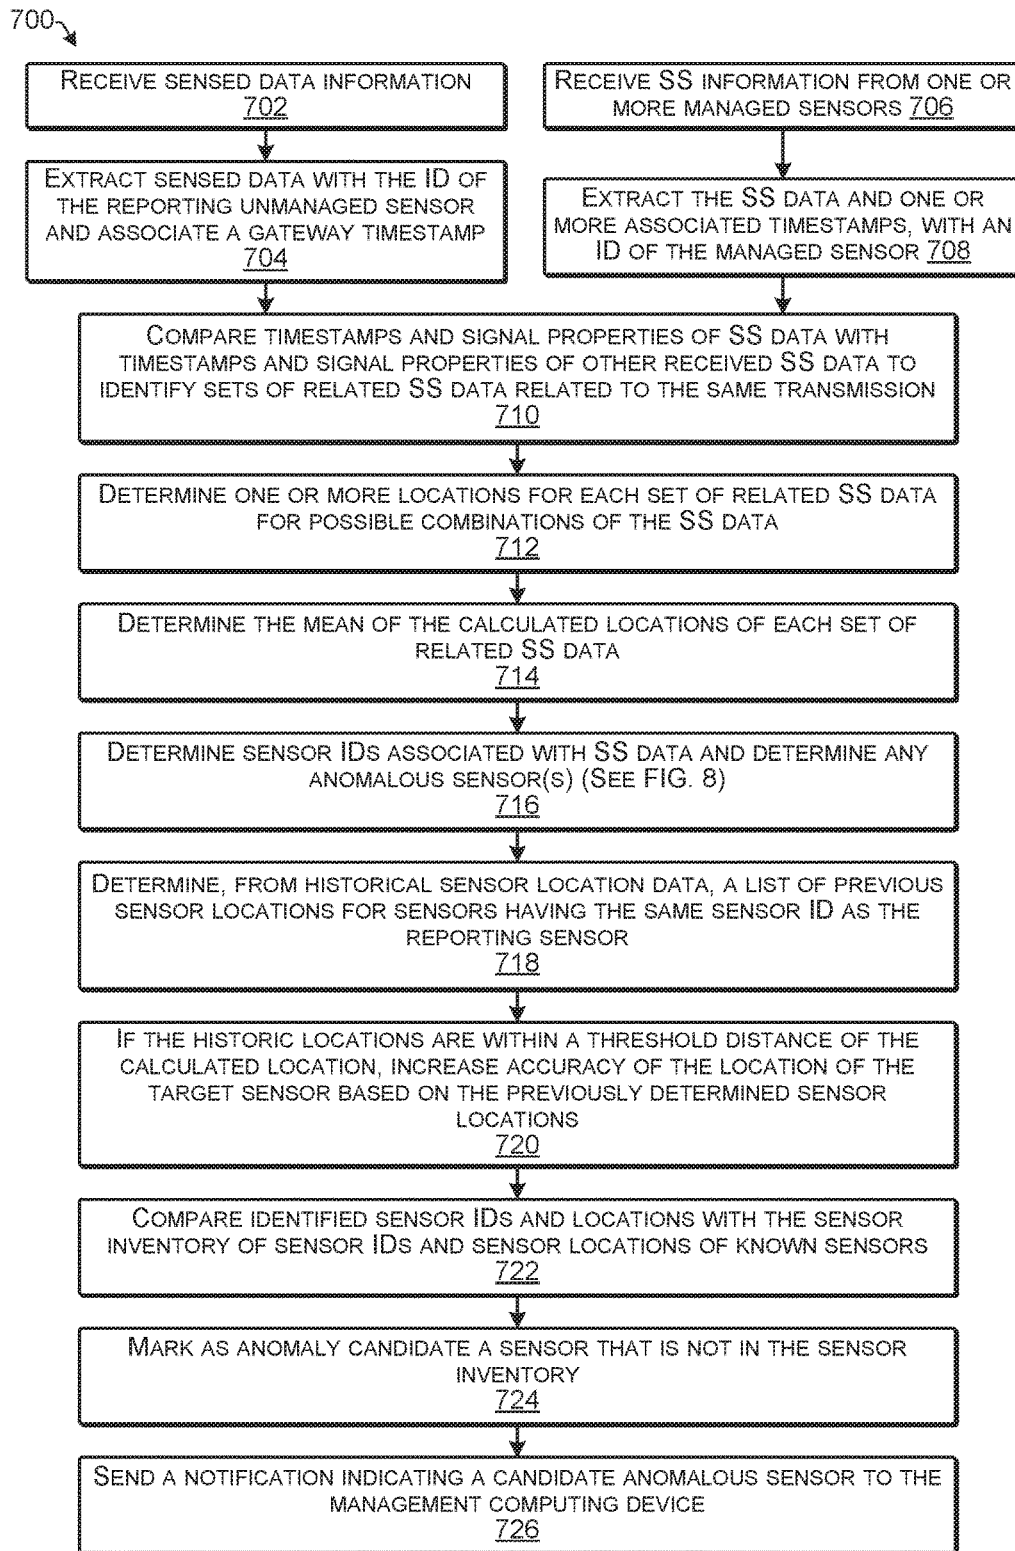 700
RECEIVE SENSED DATA INFORMATION
702
RECEIVE SS INFORMATION FROM ONE OR
MORE MANAGED SENSORS 706
EXTRACT SENSED DATA WITH THE ID OF
THE REPORTING UNMANAGED SENSOR
AND ASSOCIATE A GATEWAY TIMESTAMP
704
EXTRACT THE SS DATA AND ONE OR
MORE ASSOCIATED TIMESTAMPS, WITH AN
ID OF THE MANAGED SENSOR 708
COMPARE TIMESTAMPS AND SIGNAL PROPERTIES OF SS DATA WITH
TIMESTAMPS AND SIGNAL PROPERTIES OF OTHER RECEIVED SS DATA TO
IDENTIFY SETS OF RELATED SS DATA RELATED TO THE SAME TRANSMISSION
710
DETERMINE ONE OR MORE LOCATIONS FOR EACH SET OF RELATED SS DATA
FOR POSSIBLE COMBINATIONS OF THE SS DATA
712
DETERMINE THE MEAN OF THE CALCULATED LOCATIONS OF EACH SET OF
RELATED SS DATA
714
DETERMINE SENSOR IDS ASSOCIATED WITH SS DATA AND DETERMINE ANY
ANOMALOUS SENSOR(S) (SEE FIG. 8)
716
DETERMINE, FROM HISTORICAL SENSOR LOCATION DATA, A LIST OF PREVIOUS
SENSOR LOCATIONS FOR SENSORS HAVING THE SAME SENSOR ID AS THE
REPORTING SENSOR
718
IF THE HISTORIC LOCATIONS ARE WITHIN A THRESHOLD DISTANCE OF THE
CALCULATED LOCATION, INCREASE ACCURACY OF THE LOCATION OF THE
TARGET SENSOR BASED ON THE PREVIOUSLY DETERMINED SENSOR
LOCATIONS
720
COMPARE IDENTIFIED SENSOR IDS AND LOCATIONS WITH THE SENSOR
INVENTORY OF SENSOR IDS AND SENSOR LOCATIONS OF KNOWN SENSORS
722
MARK AS ANOMALY CANDIDATE A SENSOR THAT IS NOT IN THE SENSOR
INVENTORY
724
SEND A NOTIFICATION INDICATING A CANDIDATE ANOMALOUS SENSOR TO THE
MANAGEMENT COMPUTING DEVICE
726